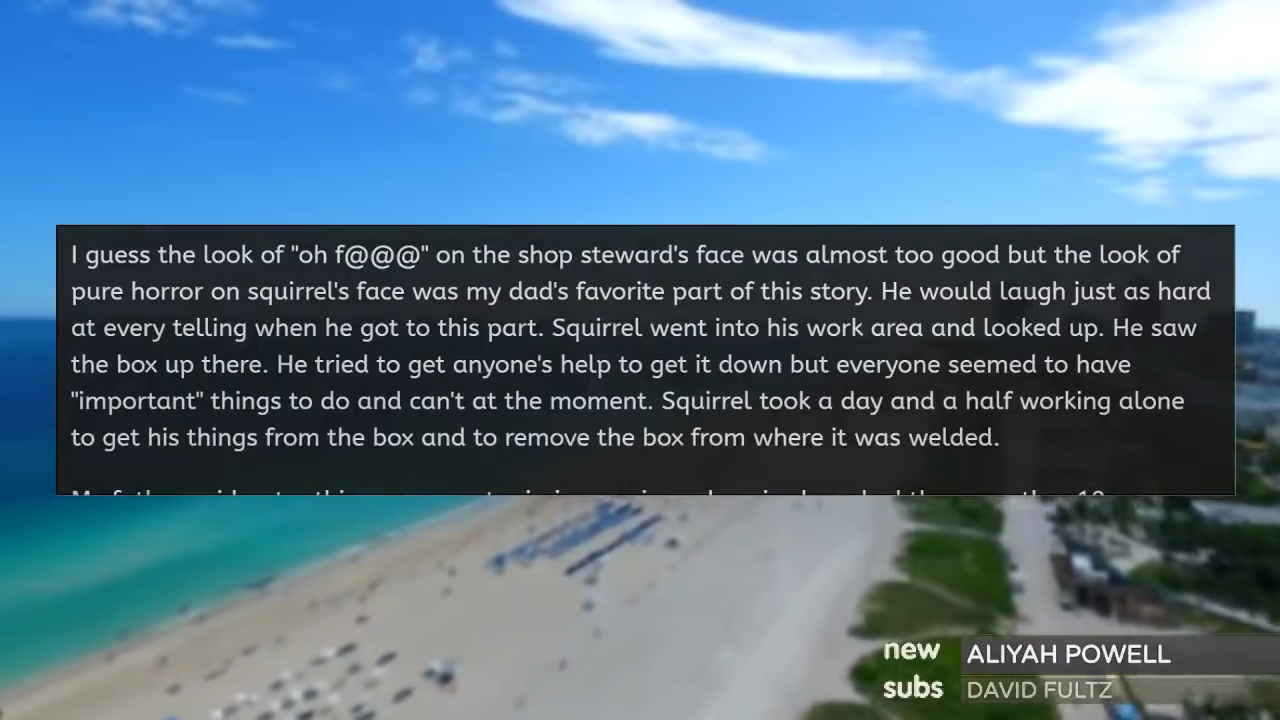 I guess the look of "oh f@@@" on the shop steward's face was almost too good but the look of
pure horror on squirrel's face was my dad's favorite part of this story. He would laugh just as hard
at every telling when he got to this part. Squirrel went into his work area and looked up. He saw
the box up there. He tried to get anyone's help to get it down but everyone seemed to have
"important" things to do and can't at the moment. Squirrel took a day and a half working alone
to get his things from the box and to remove the box from where it was welded.
new ALIYAH POWELL
subs DAVID FULTZ